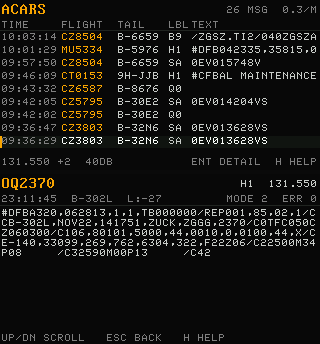 ACARS 26 MSG 0.3/M
TIME FLIGHT TAIL LBL TEXT
10:03:14 CZ8504 B-6659 B9 /ZGSZ.TI2/040ZGSZA
10:01:29 MU5334 B-5976 H1 #DFB042335,38815.0
09:57:50 CZ8504 B-6659 SA 0EV015748V
09:46:09 CT0153 9H-JJB H1 #CFBAL MAINTENANCE
09:43:32 CZ6587 B-8676 Q0
09:42:05 CZ5795 B-30E2 SA 0EV014204VS
09:42:05 CZ5795 B-30E2 SA
09:36:47 CZ3803 B-32N6 SA 0EV013628VS
09:36:29 CZ3803 B-32N6 SA 0EV013628VS
131.550 +2 40DB ENT DETAIL H HELP
OQ2370 H1 131.550
23:11:45 B-302L L:-27 MODE 2 ERR 0
#DFBA320,062813,1,1,TB000000/REP001,85,02,1/C
CB-302L,NOV22,141751,ZUCK,ZGGG,2370/C0TFC050C
ZX060300/C106,80101,5000,44,0010,0,0100,44,X/C
E-140,33099,269,762,6304,322,F22Z06/C22500M34
P08 /C32590M00P13 /C42
UP/DN SCROLL ESC BACK H HELP